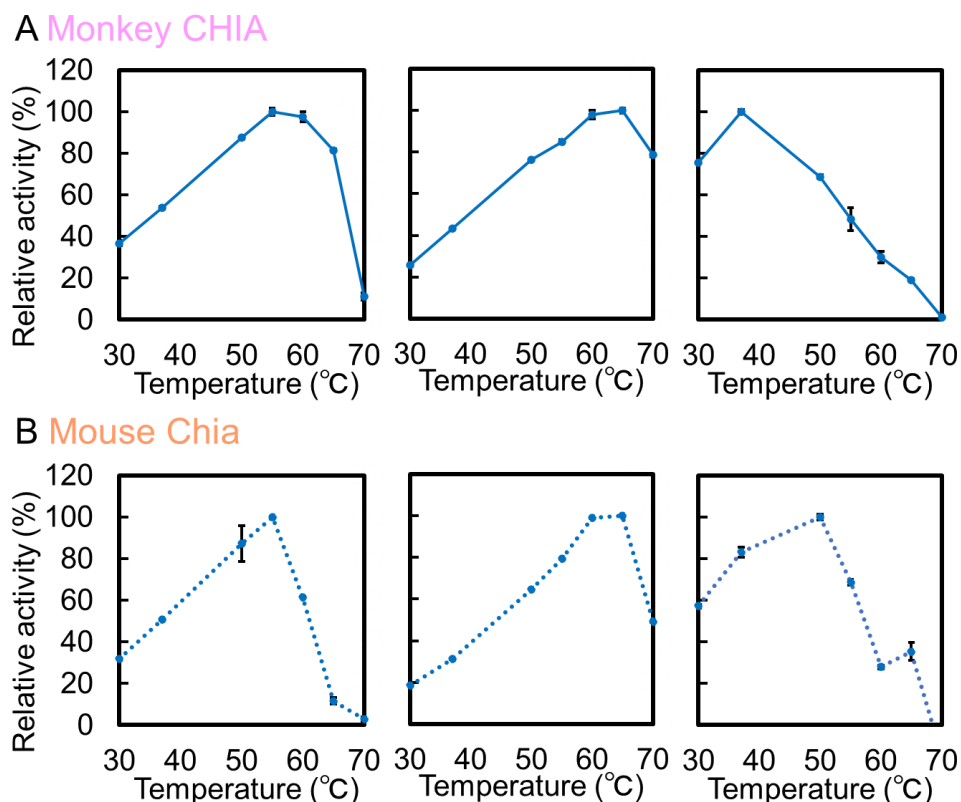 A Monkey CHIA
Relative activity (%)
120
100
80
60
40
20
0
30 40 50 60 70
30 40 50 60 70
30 40 50 60 70
Temperature (℃)
Temperature (℃)
Temperature (℃)
B Mouse Chia
Relative activity (%)
120
100
80
60
40
20
0
30 40 50 60 70
30 40 50 60 70
30 40 50 60 70
Temperature (℃)
Temperature (℃)
Temperature (℃)